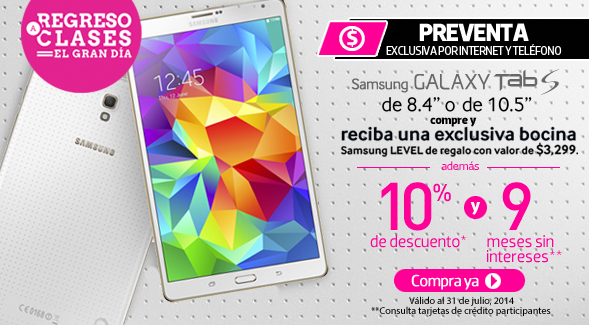 REGRESO
A CLASES
EL GRAN DÍA
SAMSUNG
SAMSUNG
PREVENTA
EXCLUSIVA POR INTERNET Y TELÉFONO
Samsung GALAXY Tab S
de 8.4” o de 10.5”
compre y
reciba una exclusiva bocina
Samsung LEVEL de regalo con valor de $3,299.
además
10% y 9
de descuento* meses sin
intereses**
Compra ya
Válido al 31 de julio, 2014
**Consulta tarjetas de crédito participantes